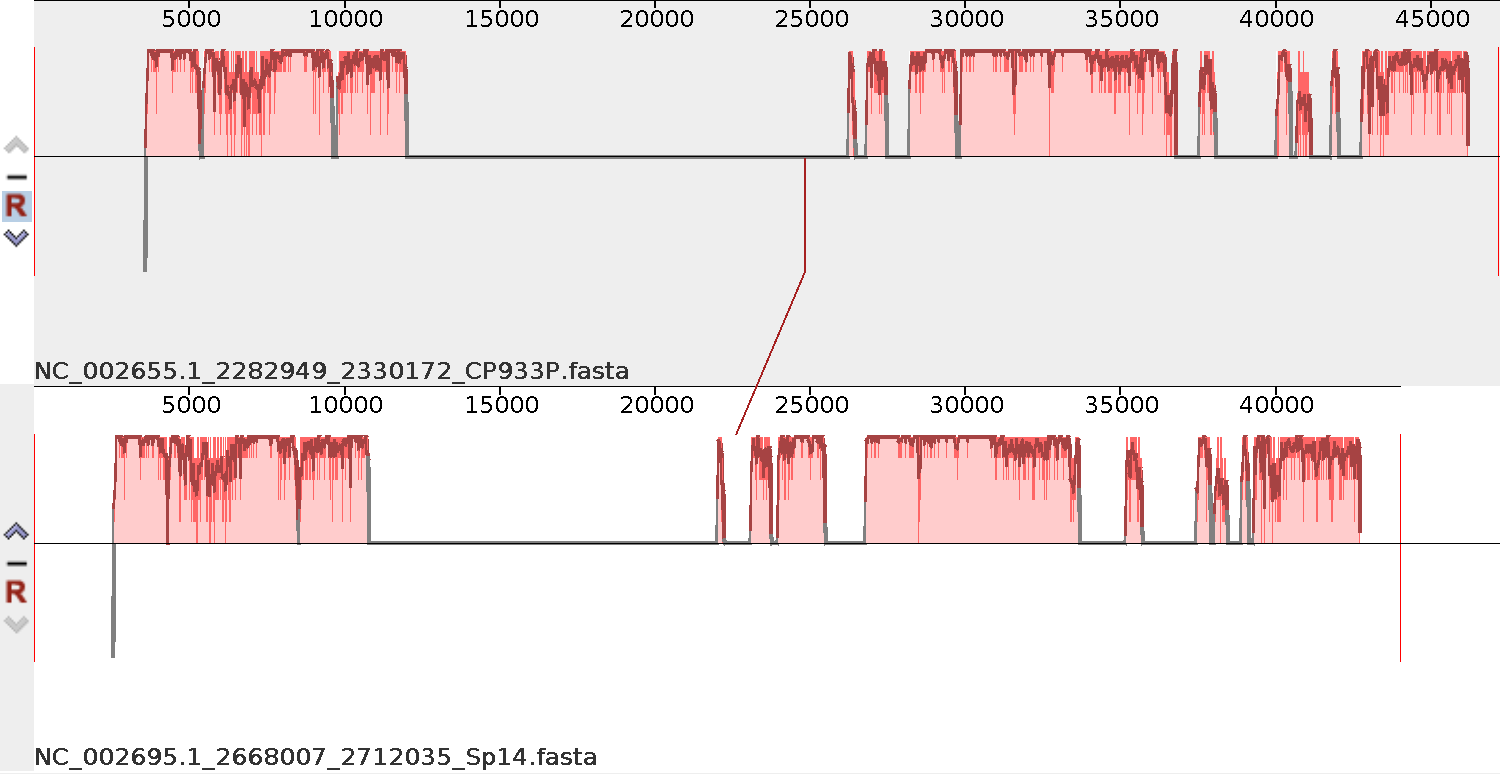 5000 10000 15000 20000 25000 30000 35000 40000 45000
R
NC_002655.1_2282949_2330172_CP933P.fasta
5000 10000 15000 20000 25000 30000 35000 40000
R
NC_002695.1_2668007_2712035_Sp14.fasta